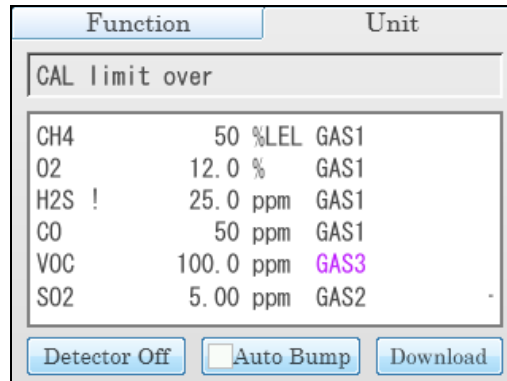 Function Unit
CAL limit over
CH4 50 %LEL GAS1
O2 12.0 % GAS1
H2S ! 25.0 ppm GAS1
CO 50 ppm GAS1
VOC 100.0 ppm GAS3
SO2 5.00 ppm GAS2 -
Detector Off Auto Bump Download